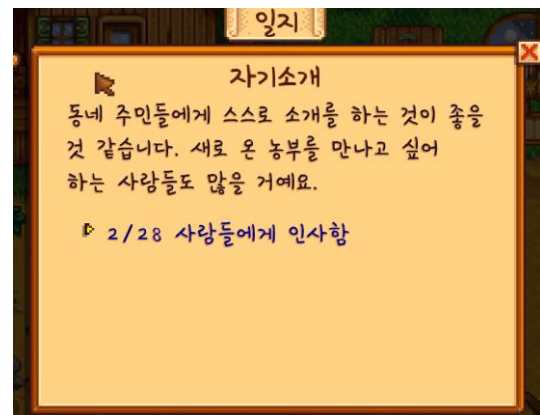 일지
자기소개
동네 주민들에게 스스로 소개를 하는 것이 좋을
것 같습니다. 새로 온 농부를 만나고 싶어
하는 사람들도 많을 거예요.
2/28 사람들에게 인사함